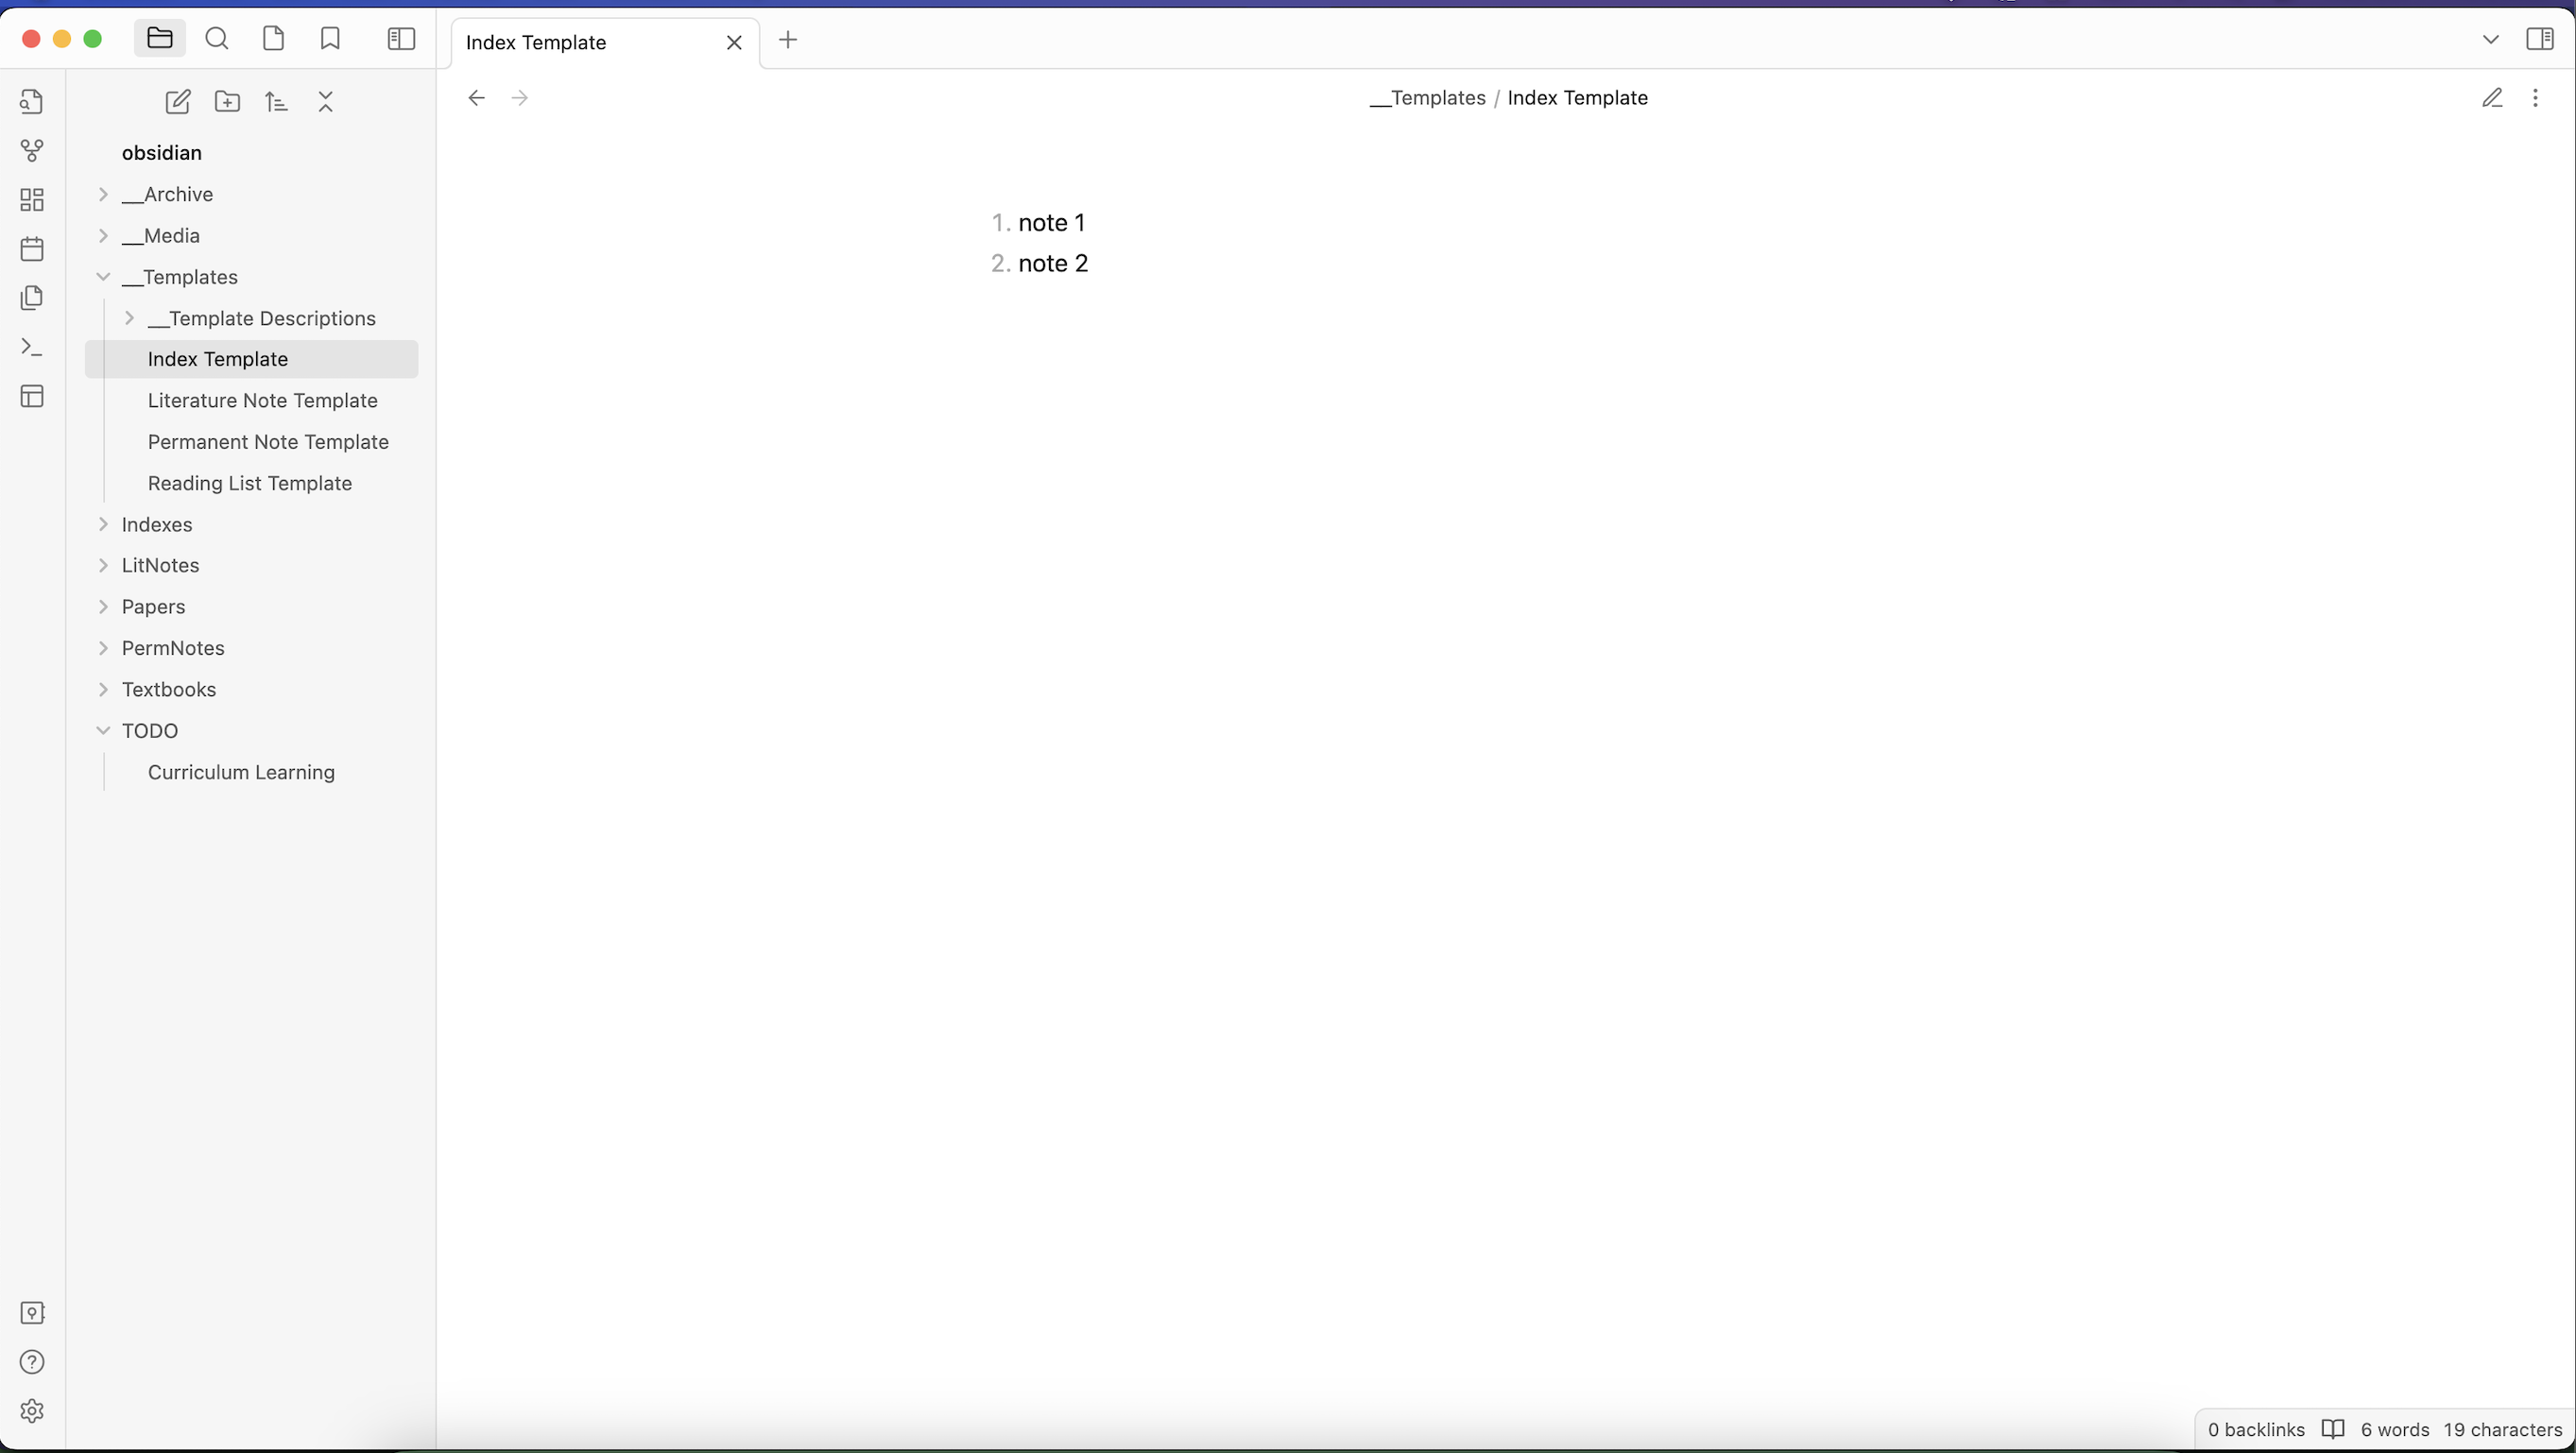 Index Template
__Templates / Index Template
obsidian
__Archive
__Media
__Templates
__Template Descriptions
Index Template
Literature Note Template
Permanent Note Template
Reading List Template
Indexes
LitNotes
Papers
PermNotes
Textbooks
TODO
Curriculum Learning
1. note 1
2. note 2
0 backlinks 6 words 19 characters